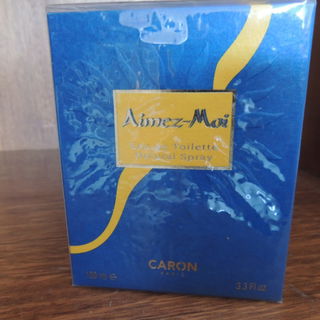 Aimez-Moi
Eau de Toilette
Natural Spray
CARON
PARIS
100 ml ℮
3.3 Fl. oz.